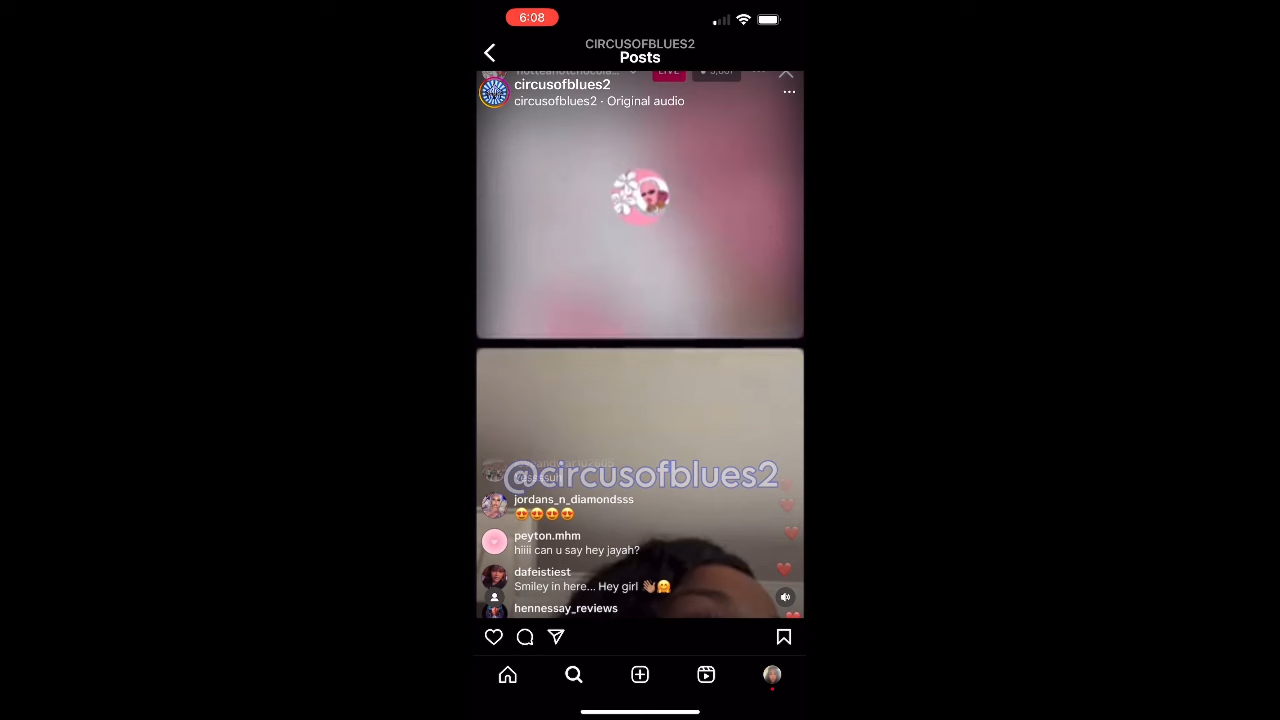 6:08
CIRCUSOFBLUES2
Posts
LIVE
circusofblues2
circusofblues2 · Original audio
@circusofblues2
jordans_n_diamondsss
😍😍😍😍
peyton.mhm
hiiii can u say hey jayah?
dafeistiest
Smiley in here... Hey girl 👋🏽🤗
hennessay_reviews